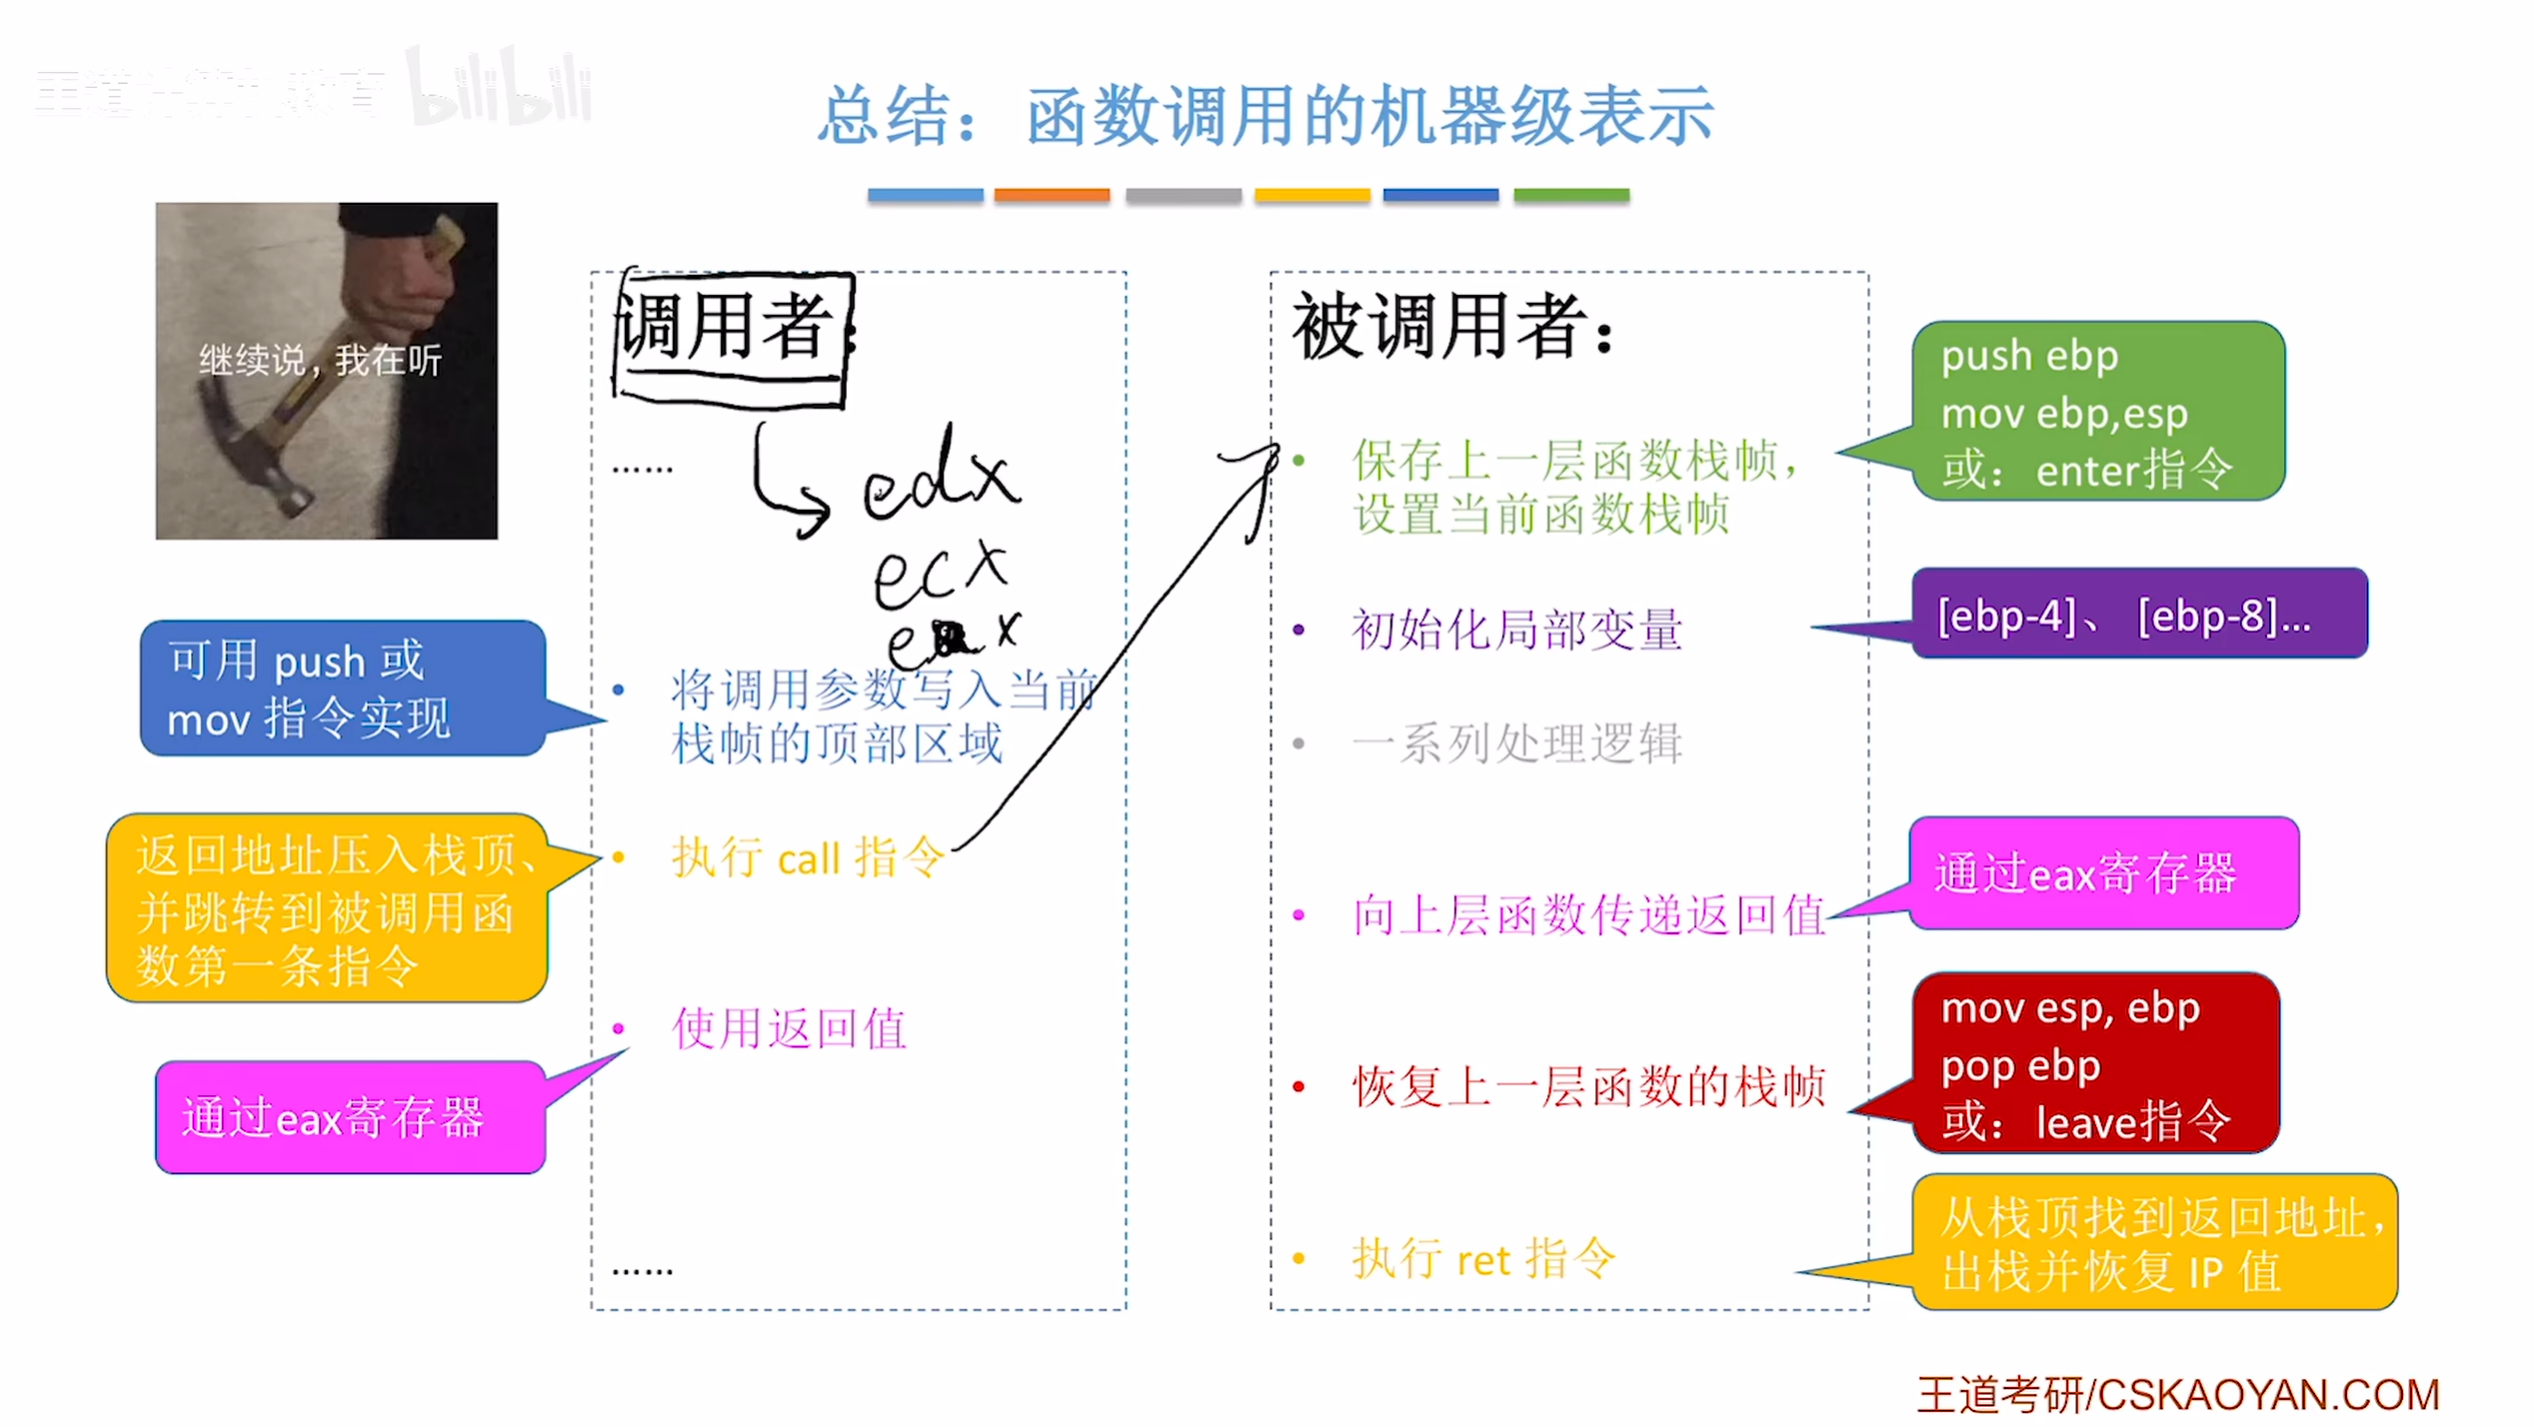 王道计算机教育 bilibili
总结：函数调用的机器级表示
继续说，我在听
调用者：
……
edx
ecx
可用 push 或
mov 指令实现
将调用参数写入当前
栈帧的顶部区域
返回地址压入栈顶、
并跳转到被调用函
数第一条指令
执行 call 指令
使用返回值
通过eax寄存器
……
被调用者：
保存上一层函数栈帧，
设置当前函数栈帧
push ebp
mov ebp,esp
或：enter指令
初始化局部变量
[ebp-4]、 [ebp-8]...
一系列处理逻辑
向上层函数传递返回值
通过eax寄存器
恢复上一层函数的栈帧
mov esp, ebp
pop ebp
或：leave指令
执行 ret 指令
从栈顶找到返回地址，
出栈并恢复 IP 值
王道考研/CSKAOYAN.COM